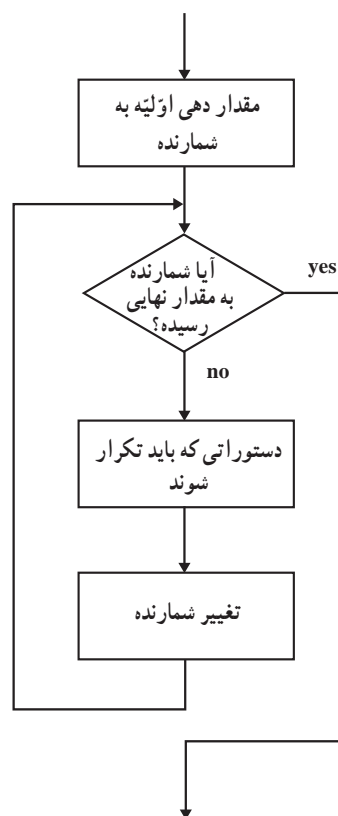 مقدار دهی اوّلیّه به
شمارنده
آیا شمارنده
به مقدار نهایی
رسیده؟
yes
no
دستوراتی که باید تکرار
شوند
تغییر شمارنده